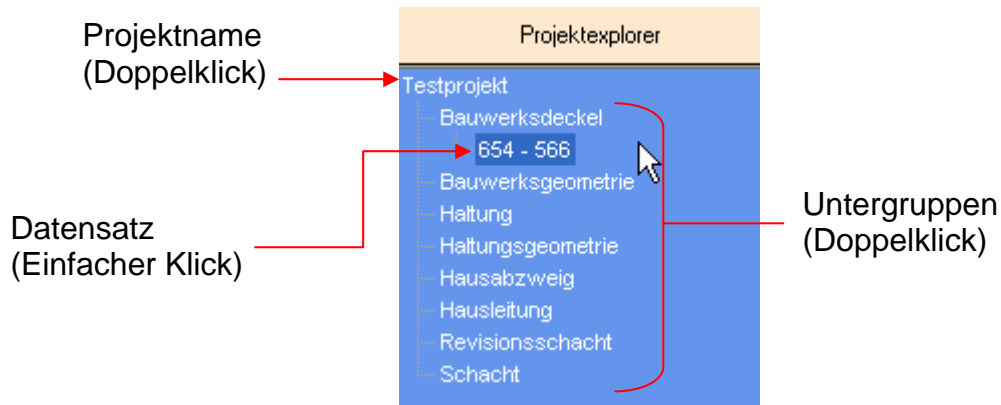 Projektname
(Doppelklick)
Projektexplorer
Testprojekt
Bauwerksdeckel
654 - 566
Bauwerksgeometrie
Haltung
Haltungsgeometrie
Hausabzweig
Hausleitung
Revisionsschacht
Schacht
Datensatz
(Einfacher Klick)
Untergruppen
(Doppelklick)